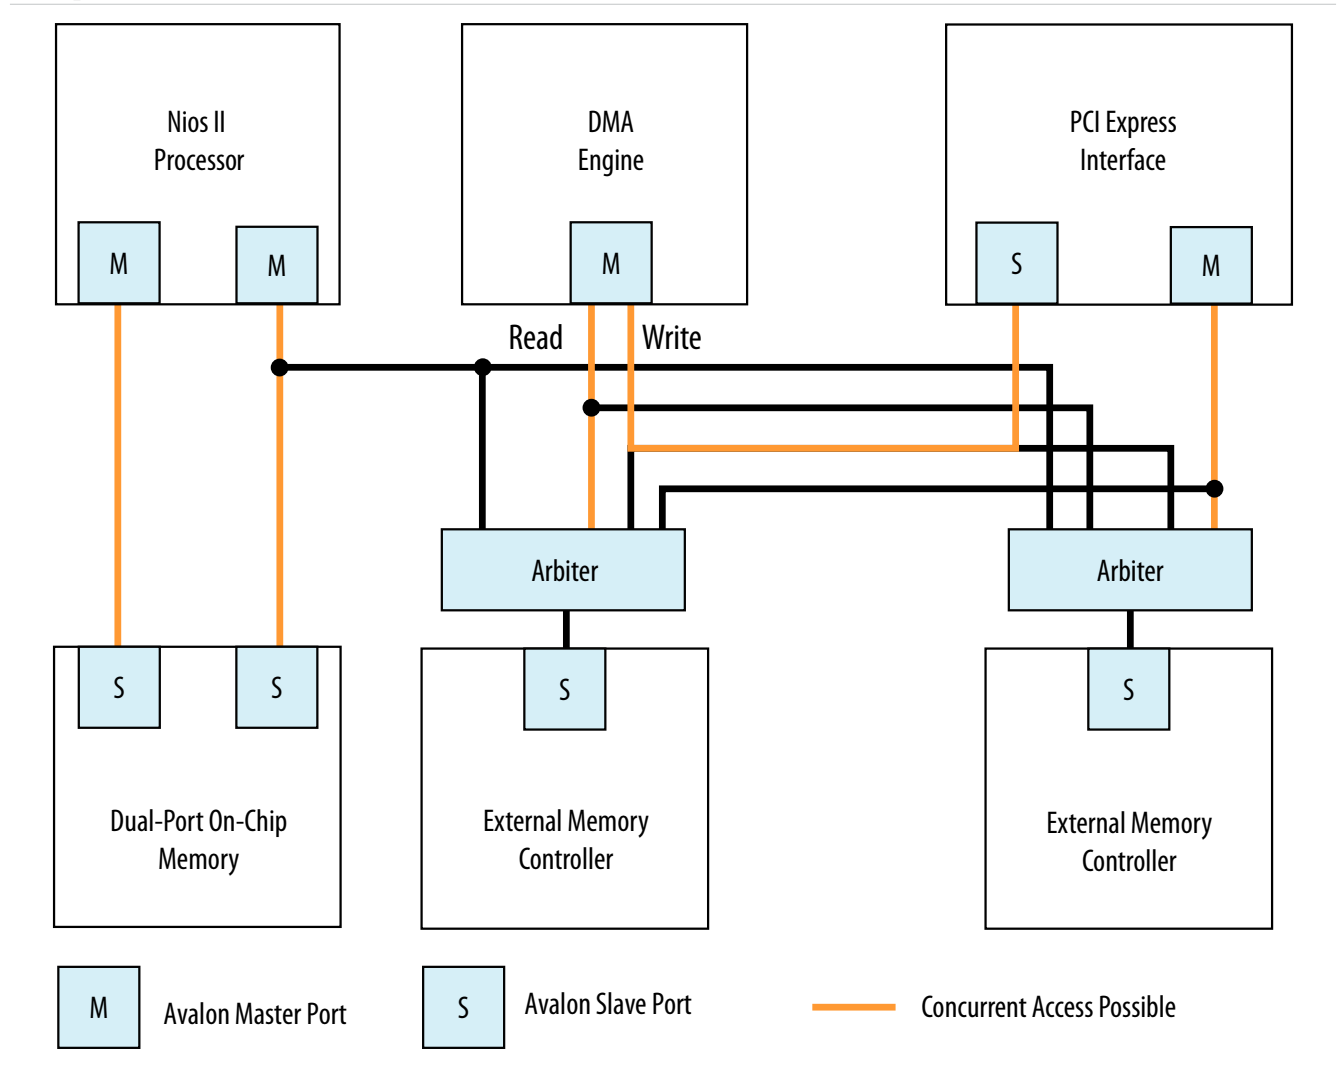 Nios II
Processor
DMA
Engine
PCI Express
Interface
M
M
M
S
M
Read
Write
Arbiter
Arbiter
S
S
S
S
Dual-Port On-Chip
Memory
External Memory
Controller
External Memory
Controller
M
Avalon Master Port
S
Avalon Slave Port
Concurrent Access Possible